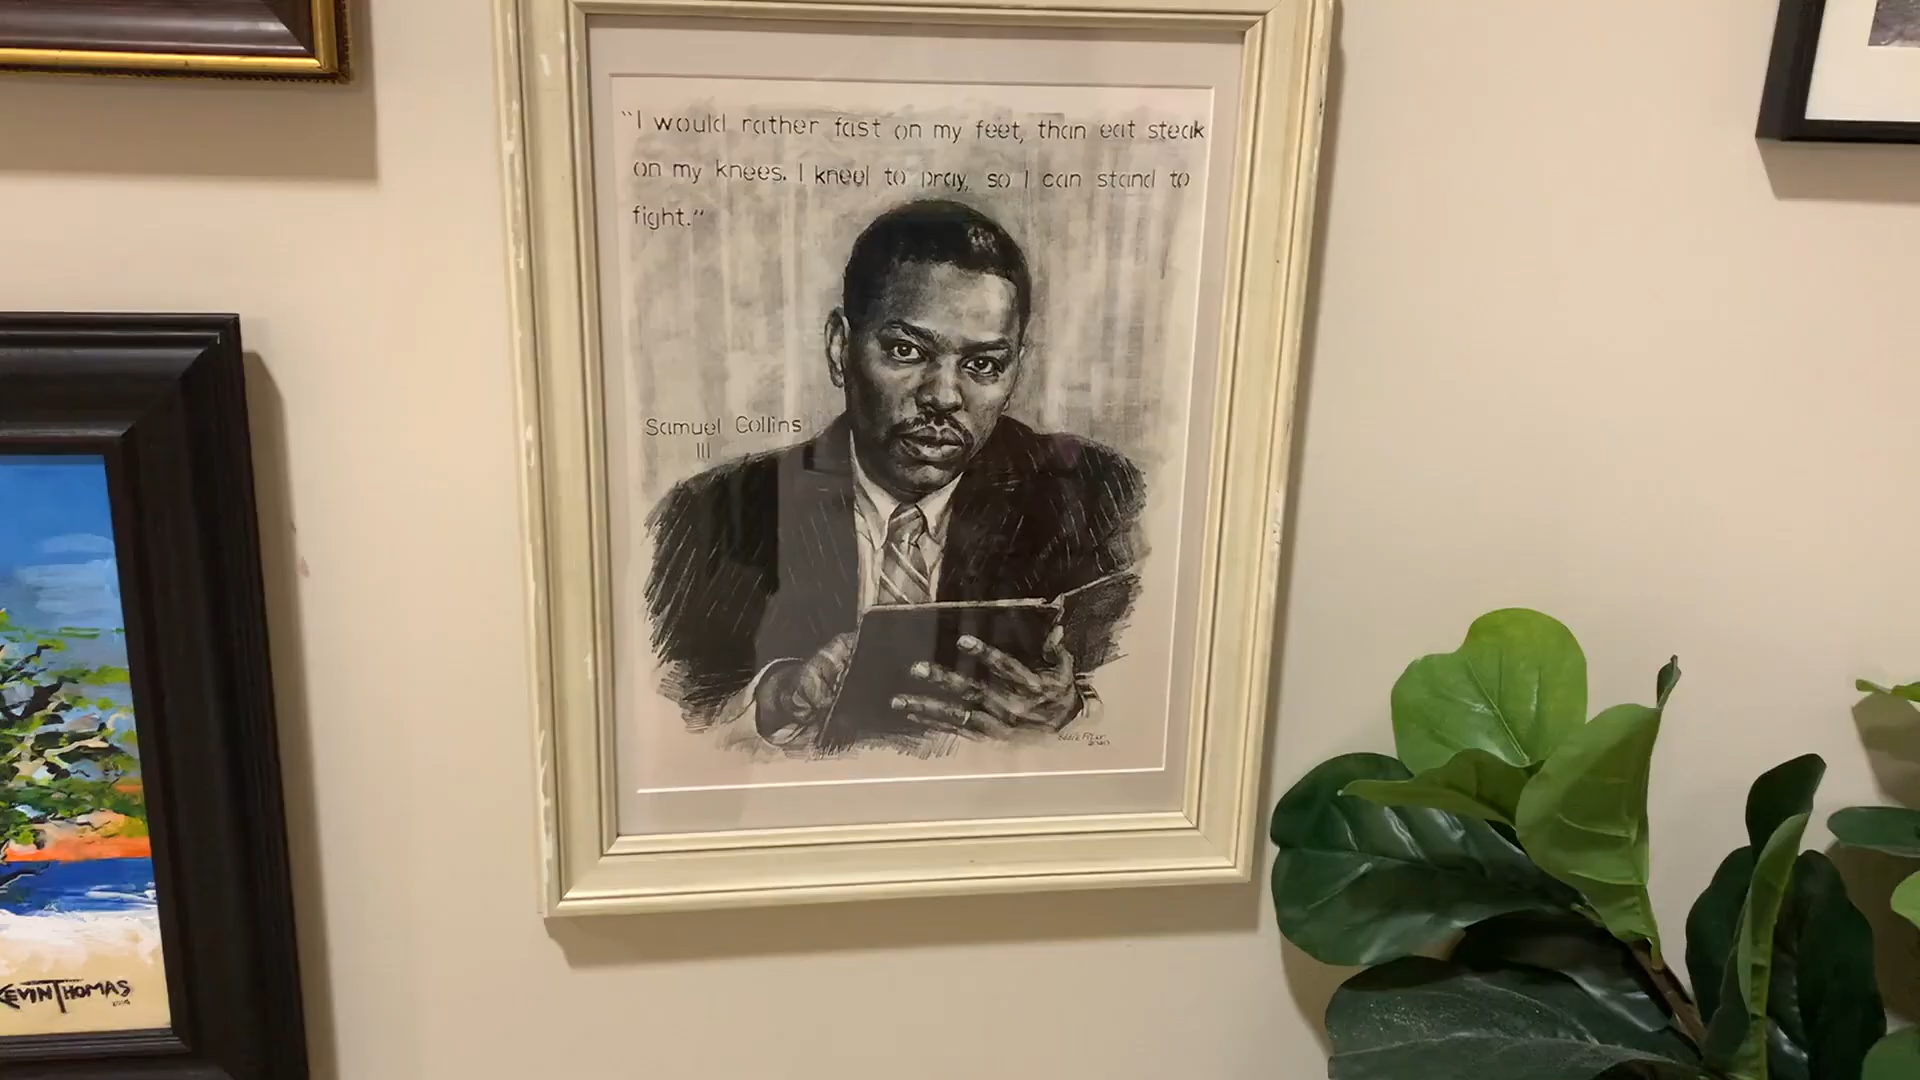 “I would rather fast on my feet, than eat steak
on my knees. I kneel to pray, so I can stand to
fight.”
Samuel Collins
III
KEVIN THOMAS